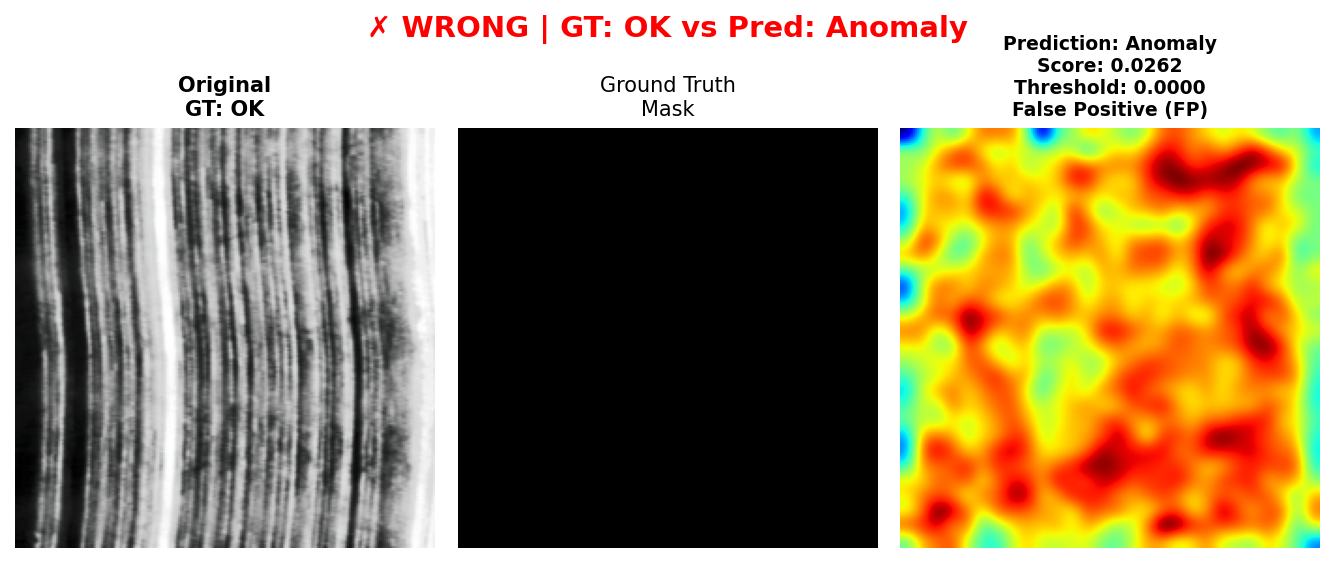 ✗ WRONG | GT: OK vs Pred: Anomaly
Original
GT: OK
Ground Truth
Mask
Prediction: Anomaly
Score: 0.0262
Threshold: 0.0000
False Positive (FP)